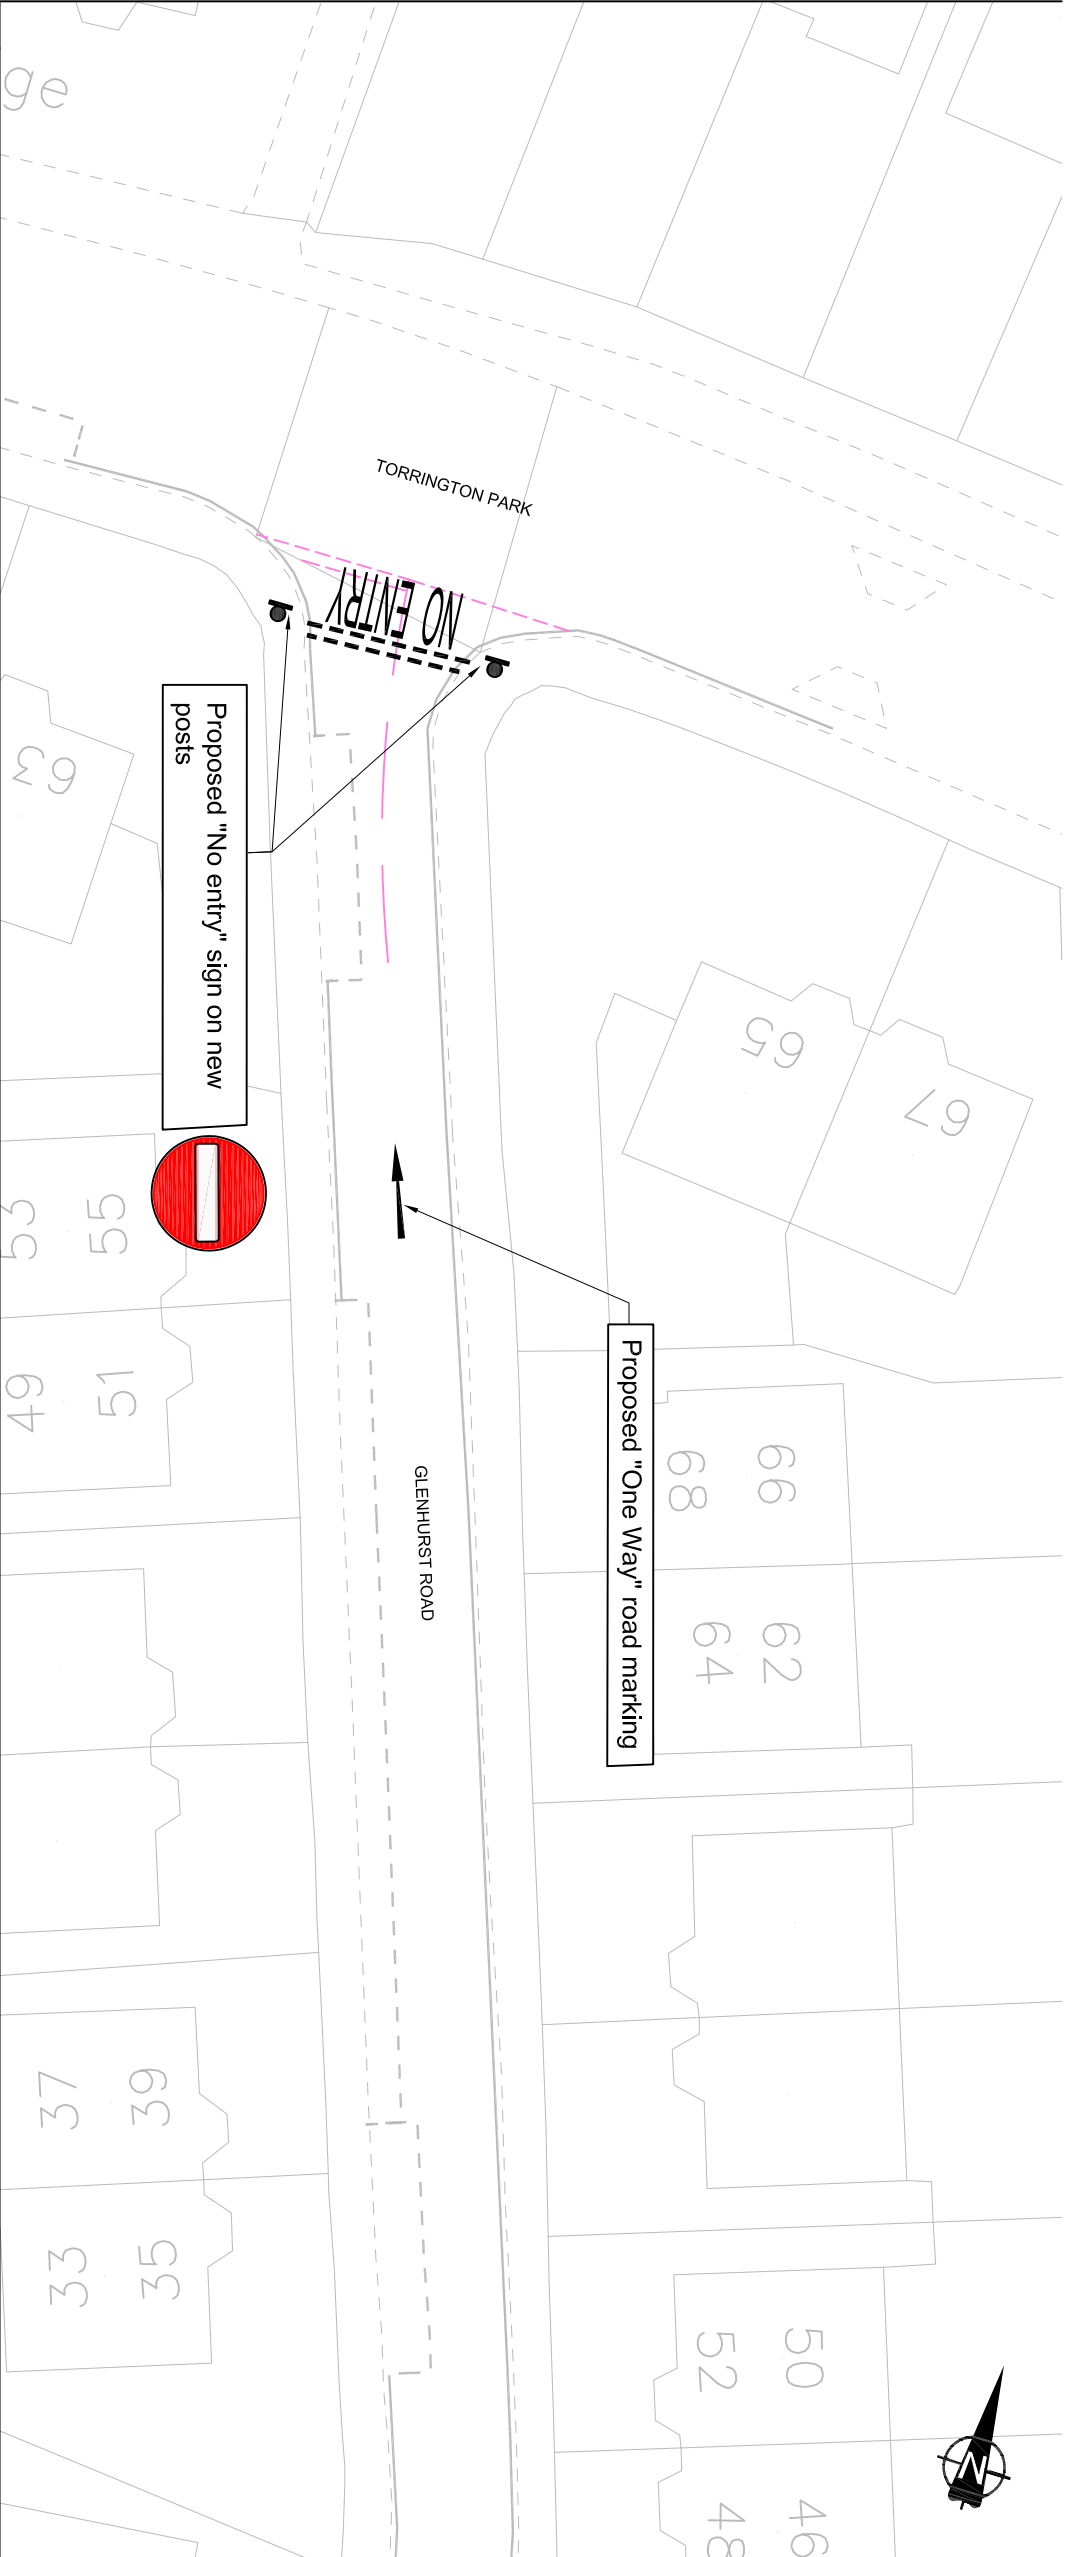 ge
TORRINGTON PARK
NO ENTRY
Proposed "No entry" sign on new
posts
63
65
67
Proposed "One Way" road marking
53
55
49
51
GLENHURST ROAD
68
66
64
62
37
39
33
35
52
50
48
46
N